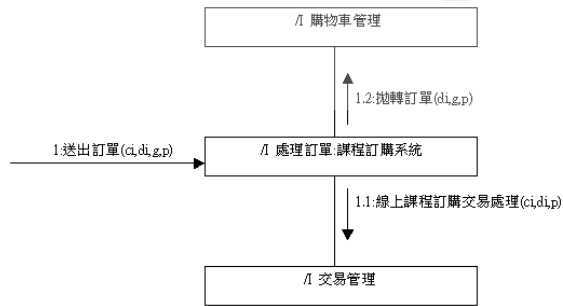 /I 購物車管理
1.2:拋轉訂單(di,g,p)
1:送出訂單(ci,di,g,p)
/I 處理訂單:課程訂購系統
1.1:線上課程訂購交易處理(ci,di,p)
/I 交易管理